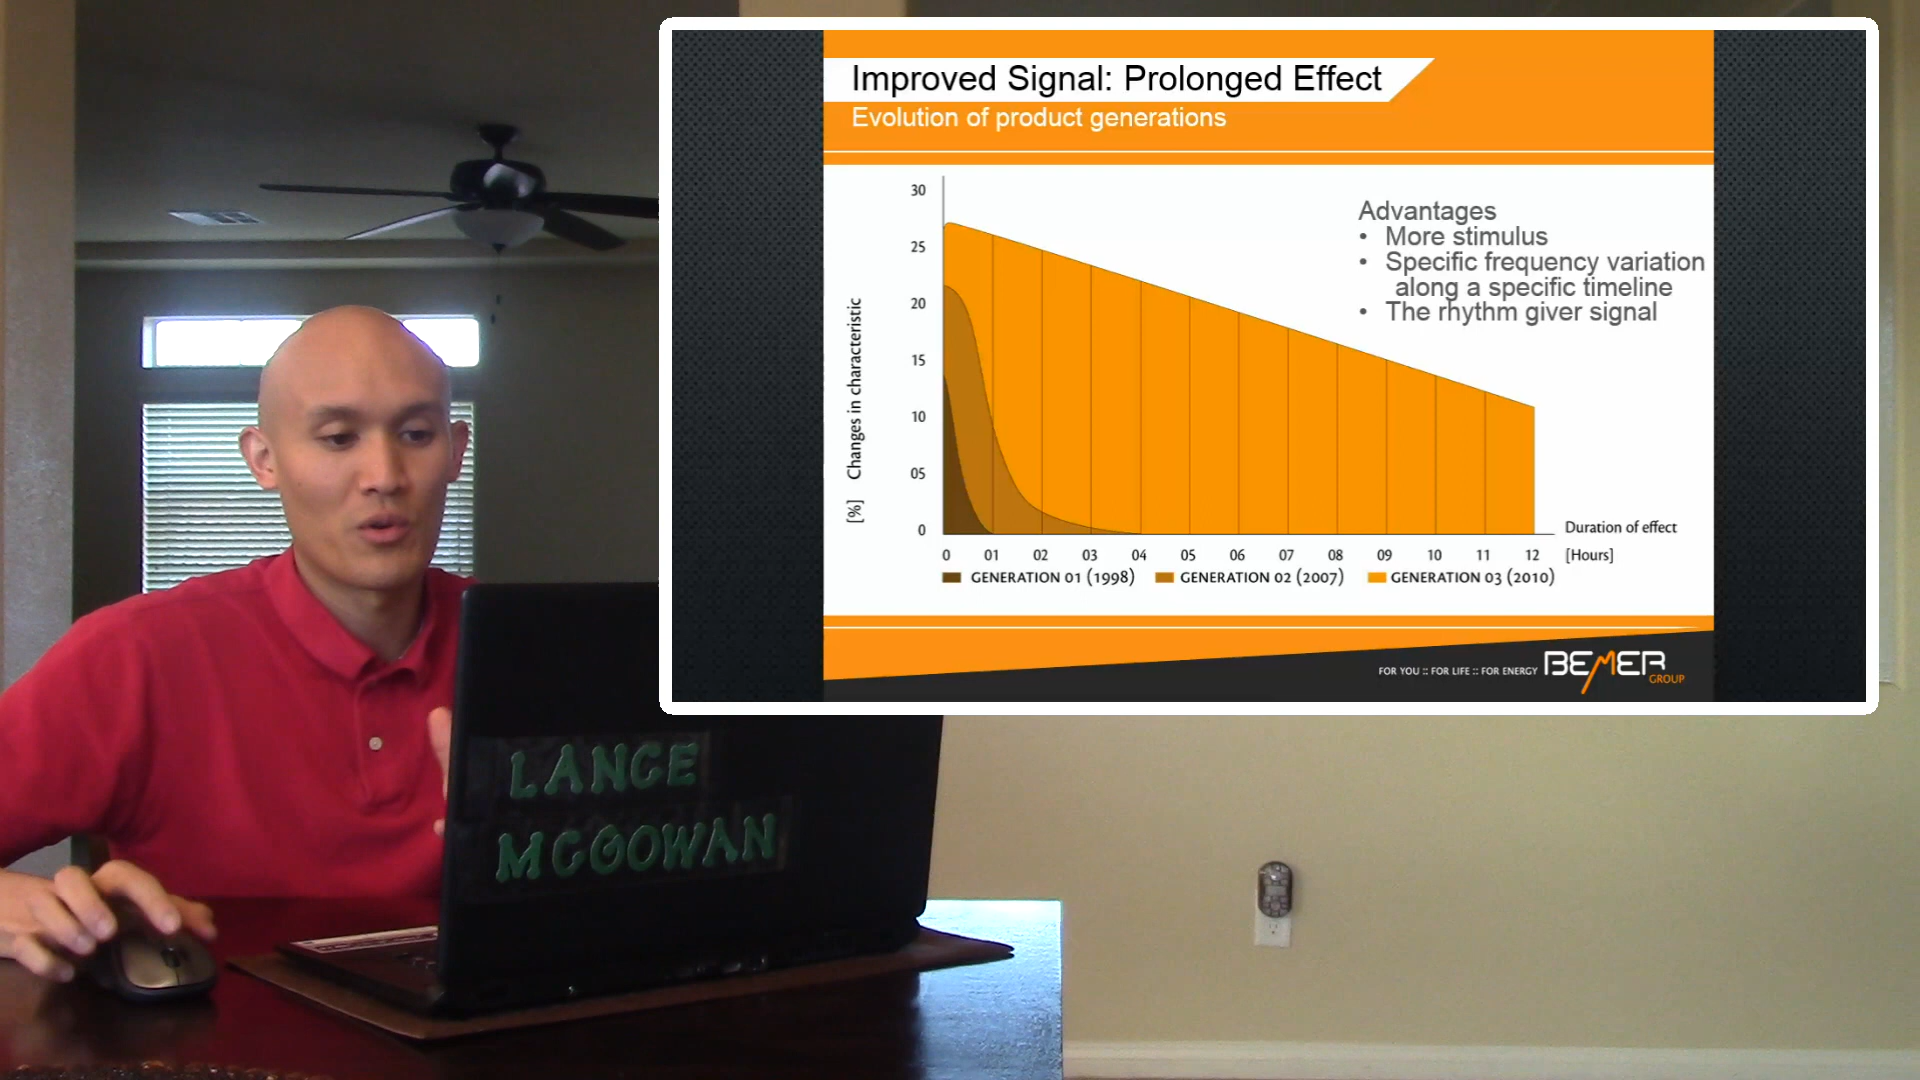 Improved Signal: Prolonged Effect
Evolution of product generations
30
25
20
15
10
05
0
[%] Changes in characteristic
Advantages
• More stimulus
• Specific frequency variation
along a specific timeline
• The rhythm giver signal
Duration of effect
0 01 02 03 04 05 06 07 08 09 10 11 12 [Hours]
GENERATION 01 (1998) GENERATION 02 (2007) GENERATION 03 (2010)
FOR YOU :: FOR LIFE :: FOR ENERGY BEMER
GROUP
LANCE
MCGOWAN